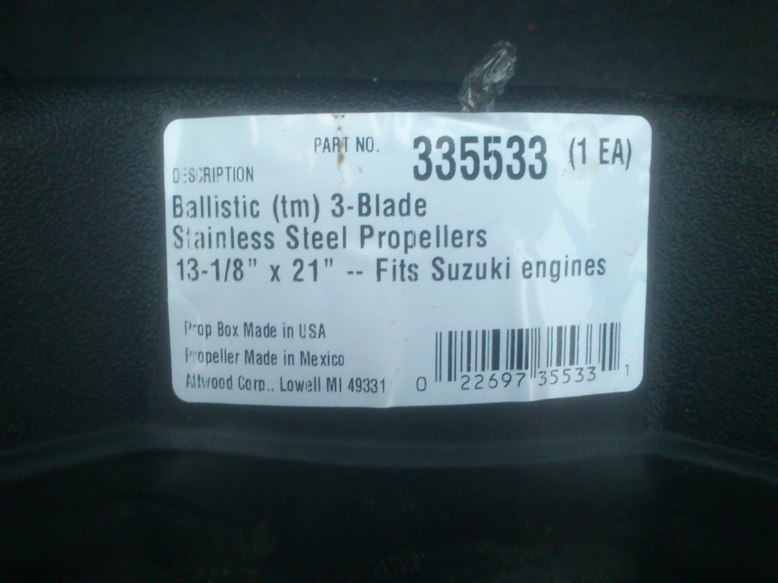 PART NO. 335533 (1 EA)
DESCRIPTION
Ballistic (tm) 3-Blade
Stainless Steel Propellers
13-1/8" x 21" -- Fits Suzuki engines
Prop Box Made in USA
Propeller Made in Mexico
Attwood Corp.. Lowell MI 49331
0 22697 35533 1